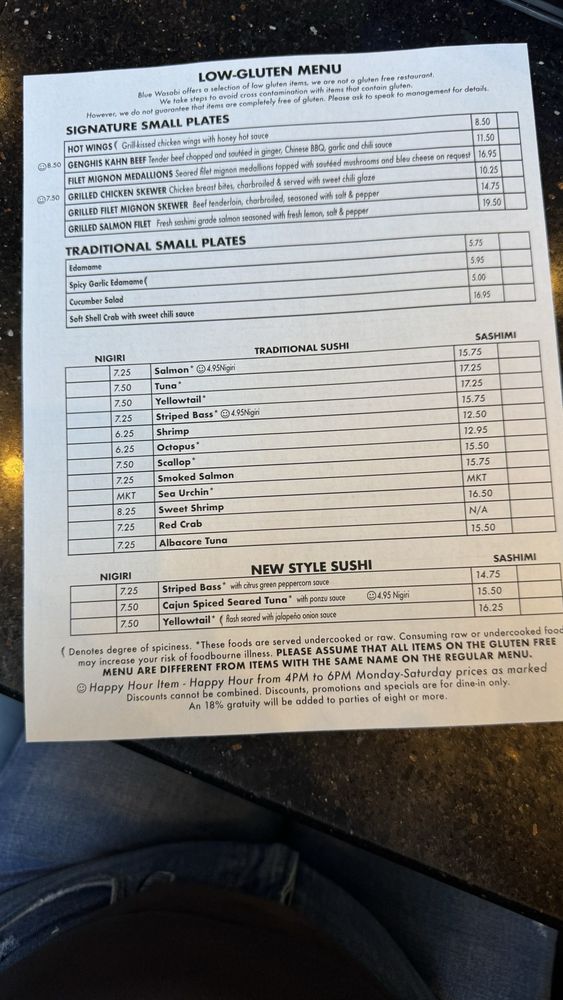 LOW-GLUTEN MENU
Blue Wasabi offers a selection of low gluten items, we are not a gluten free restaurant.
We take steps to avoid cross contamination with items that contain gluten.
However, we do not guarantee that items are completely free of gluten. Please ask to speak to management for details.
SIGNATURE SMALL PLATES
HOT WINGS ( Grill-kissed chicken wings with honey hot sauce 8.50
☺8.50 GENGHIS KAHN BEEF Tender beef chopped and sautéed in ginger, Chinese BBQ, garlic and chili sauce 11.50
FILET MIGNON MEDALLIONS Seared filet mignon medallions topped with sautéed mushrooms and bleu cheese on request 16.95
☺7.50 GRILLED CHICKEN SKEWER Chicken breast bites, charbroiled & served with sweet chili glaze 10.25
GRILLED FILET MIGNON SKEWER Beef tenderloin, charbroiled, seasoned with salt & pepper 14.75
GRILLED SALMON FILET Fresh sashimi grade salmon seasoned with fresh lemon, salt & pepper 19.50
TRADITIONAL SMALL PLATES
Edamame 5.75
Spicy Garlic Edamame ( 5.95
Cucumber Salad 5.00
Soft Shell Crab with sweet chili sauce 16.95
NIGIRI TRADITIONAL SUSHI SASHIMI
7.25 Salmon* ☺4.95Nigiri 15.75
7.50 Tuna* 17.25
7.50 Yellowtail* 17.25
7.25 Striped Bass* ☺4.95Nigiri 15.75
6.25 Shrimp 12.50
6.25 Octopus* 12.95
7.50 Scallop* 15.50
7.25 Smoked Salmon 15.75
MKT Sea Urchin* MKT
8.25 Sweet Shrimp 16.50
7.25 Red Crab N/A
7.25 Albacore Tuna 15.50
NIGIRI NEW STYLE SUSHI SASHIMI
7.25 Striped Bass* with citrus green peppercorn sauce 14.75
7.50 Cajun Spiced Seared Tuna* with ponzu sauce ☺4.95 Nigiri 15.50
7.50 Yellowtail* ( flash seared with jalapeño onion sauce 16.25
( Denotes degree of spiciness. *These foods are served undercooked or raw. Consuming raw or undercooked food
may increase your risk of foodbourne illness. PLEASE ASSUME THAT ALL ITEMS ON THE GLUTEN FREE
MENU ARE DIFFERENT FROM ITEMS WITH THE SAME NAME ON THE REGULAR MENU.
☺ Happy Hour Item - Happy Hour from 4PM to 6PM Monday-Saturday prices as marked
Discounts cannot be combined. Discounts, promotions and specials are for dine-in only.
An 18% gratuity will be added to parties of eight or more.